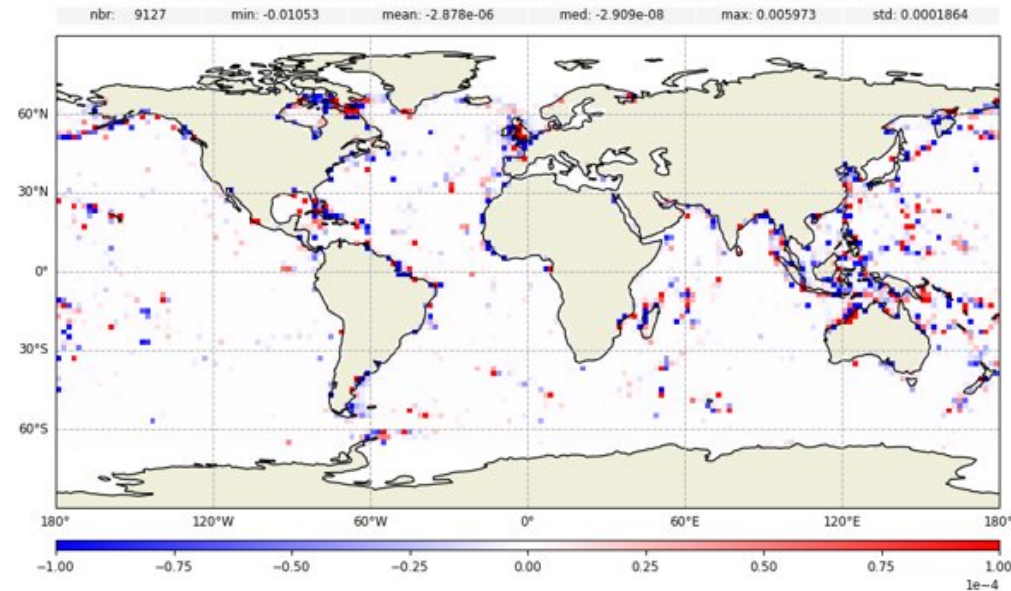 nbr: 9127 min: -0.01053 mean: -2.878e-06 med: -2.909e-08 max: 0.005973 std: 0.0001864
60°N
30°N
0°
30°S
60°S
180° 120°W 60°W 0° 60°E 120°E 180°
−1.00 −0.75 −0.50 −0.25 0.00 0.25 0.50 0.75 1.00
1e−4